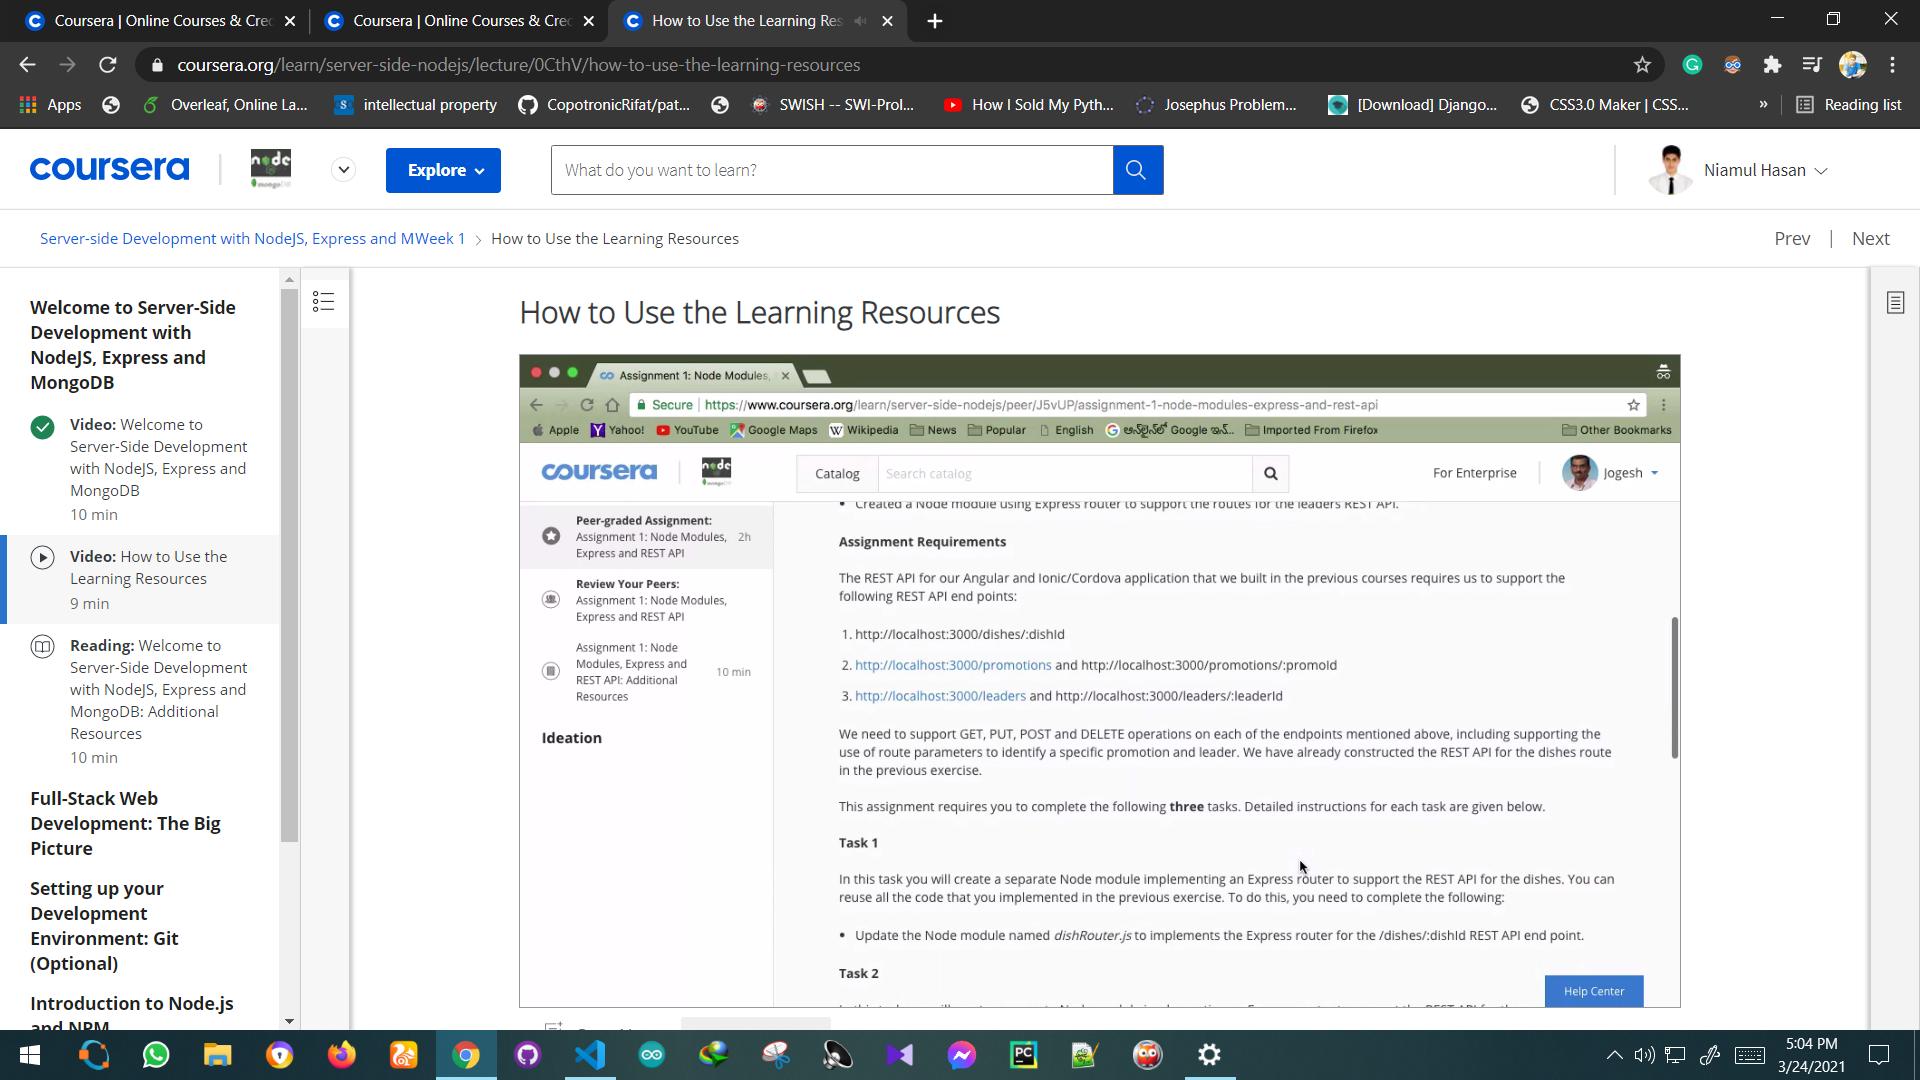 Coursera | Online Courses & Cre
Coursera | Online Courses & Cre
How to Use the Learning Res
coursera.org/learn/server-side-nodejs/lecture/0CthV/how-to-use-the-learning-resources
Apps
Overleaf, Online La...
intellectual property
CopotronicRifat/pat...
SWISH -- SWI-Prol...
How I Sold My Pyth...
Josephus Problem...
[Download] Django...
CSS3.0 Maker | CSS...
»
Reading list
coursera
node
mongoDB
Explore
What do you want to learn?
Niamul Hasan
Server-side Development with NodeJS, Express and MWeek 1
How to Use the Learning Resources
Prev | Next
Welcome to Server-Side
Development with
NodeJS, Express and
MongoDB
Video: Welcome to
Server-Side Development
with NodeJS, Express and
MongoDB
10 min
Video: How to Use the
Learning Resources
9 min
Reading: Welcome to
Server-Side Development
with NodeJS, Express and
MongoDB: Additional
Resources
10 min
Full-Stack Web
Development: The Big
Picture
Setting up your
Development
Environment: Git
(Optional)
Introduction to Node.js
and NPM
How to Use the Learning Resources
Assignment 1: Node Modules,
Secure | https://www.coursera.org/learn/server-side-nodejs/peer/J5vUP/assignment-1-node-modules-express-and-rest-api
Apple
Yahoo!
YouTube
Google Maps
Wikipedia
News
Popular
English
Google
Imported From Firefox
Other Bookmarks
coursera
node
Catalog
Search catalog
For Enterprise
Jogesh
Peer-graded Assignment:
Assignment 1: Node Modules,
Express and REST API
2h
Review Your Peers:
Assignment 1: Node Modules,
Express and REST API
Assignment 1: Node
Modules, Express and
REST API: Additional
Resources
10 min
Ideation
• Created a Node module using Express router to support the routes for the leaders REST API.
Assignment Requirements
The REST API for our Angular and Ionic/Cordova application that we built in the previous courses requires us to support the
following REST API end points:
1. http://localhost:3000/dishes/:dishId
2. http://localhost:3000/promotions and http://localhost:3000/promotions/:promoId
3. http://localhost:3000/leaders and http://localhost:3000/leaders/:leaderId
We need to support GET, PUT, POST and DELETE operations on each of the endpoints mentioned above, including supporting the
use of route parameters to identify a specific promotion and leader. We have already constructed the REST API for the dishes route
in the previous exercise.
This assignment requires you to complete the following three tasks. Detailed instructions for each task are given below.
Task 1
In this task you will create a separate Node module implementing an Express router to support the REST API for the dishes. You can
reuse all the code that you implemented in the previous exercise. To do this, you need to complete the following:
• Update the Node module named dishRouter.js to implements the Express router for the /dishes/:dishId REST API end point.
Task 2
Help Center
5:04 PM
3/24/2021